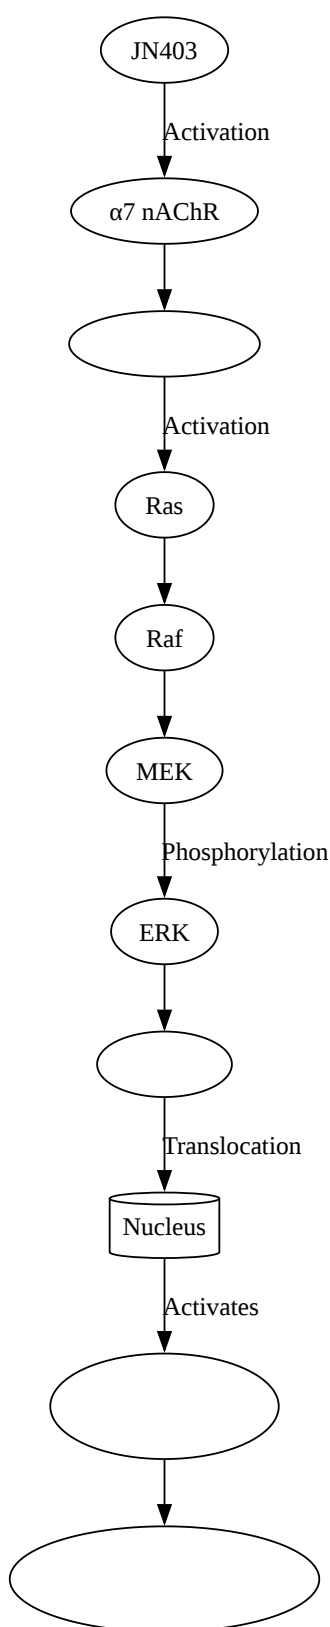 JN403
Activation
α7 nAChR
Activation
Ras
Raf
MEK
Phosphorylation
ERK
Translocation
Nucleus
Activates